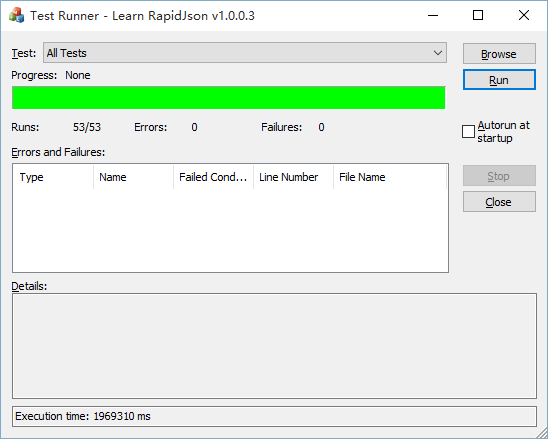 Test Runner - Learn RapidJson v1.0.0.3
Test: All Tests
Browse
Progress: None
Run
Runs: 53/53 Errors: 0 Failures: 0
Autorun at
startup
Errors and Failures:
Type Name Failed Cond... Line Number File Name
Stop
Close
Details:
Execution time: 1969310 ms